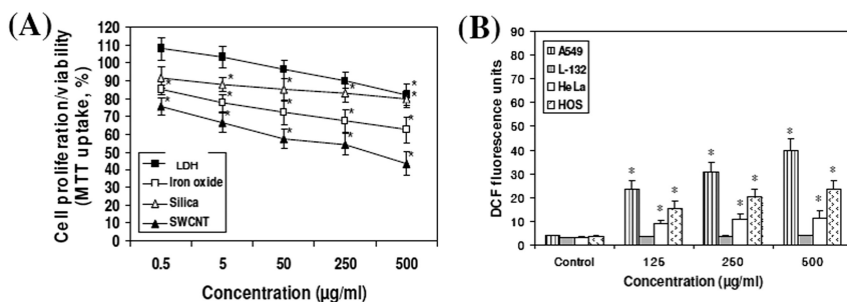 (A)
Cell proliferation/viability
(MTT uptake, %)
120
110
100
90
80
70
60
50
40
30
20
10
0
* * * * *
* * * *
* * * * *
LDH
Iron oxide
Silica
SWCNT
0.5 5 50 250 500
Concentration (µg/ml)
(B)
DCF fluorescence units
90
80
70
60
50
40
30
20
10
0
A549
L-132
HeLa
HOS
* * *
* * *
* * *
Control 125 250 500
Concentration (µg/ml)